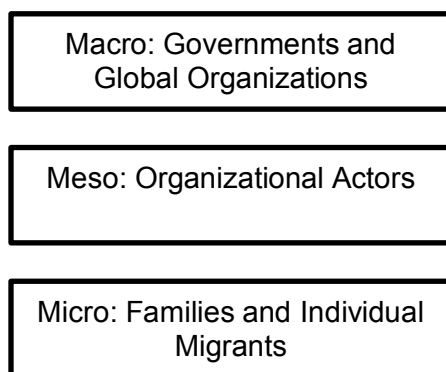 Macro: Governments and
Global Organizations
Meso: Organizational Actors
Micro: Families and Individual
Migrants